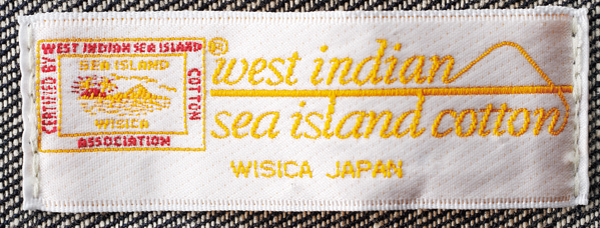 CERTIFIED BY WEST INDIAN SEA ISLAND COTTON ASSOCIATION
SEA ISLAND
WISICA
®
west indian
sea island cotton
WISICA JAPAN